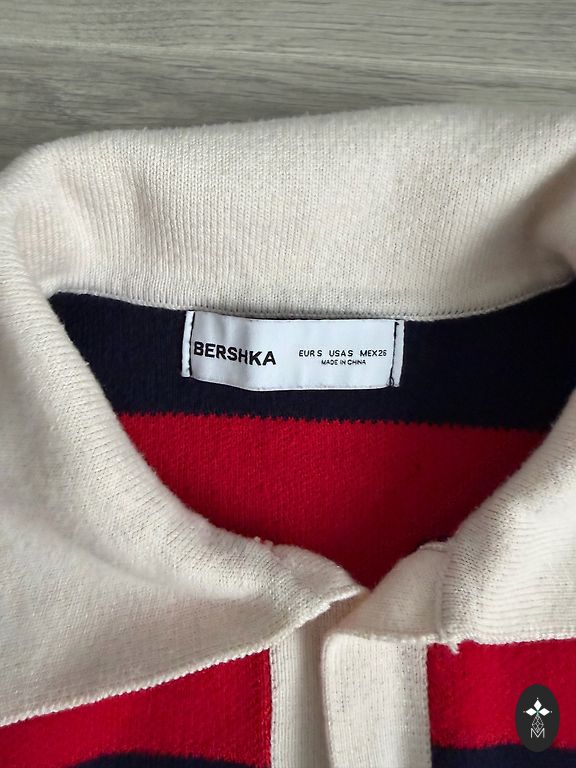 BERSHKA
EUR S USA S MEX 26
MADE IN CHINA
M